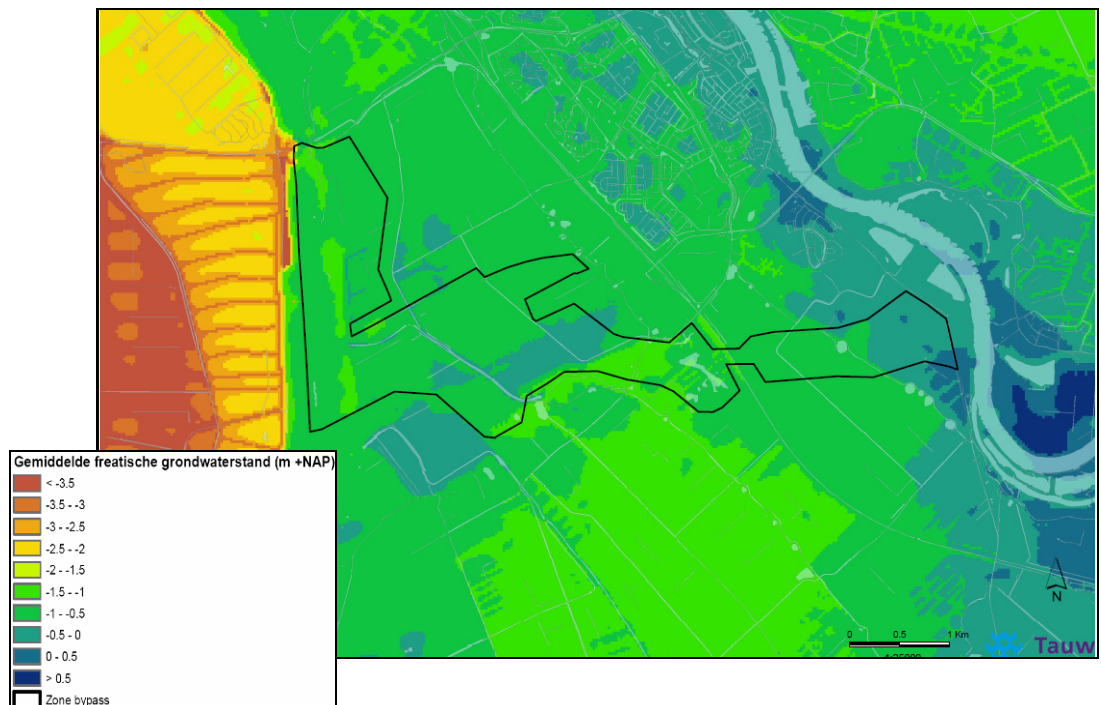 Gemiddelde freatische grondwaterstand (m +NAP)
< -3.5
-3.5 - -3
-3 - -2.5
-2.5 - -2
-2 - -1.5
-1.5 - -1
-1 - -0.5
-0.5 - 0
0 - 0.5
> 0.5
Zone bypass
N
0 0.5 1 Km
1:25000
Tauw